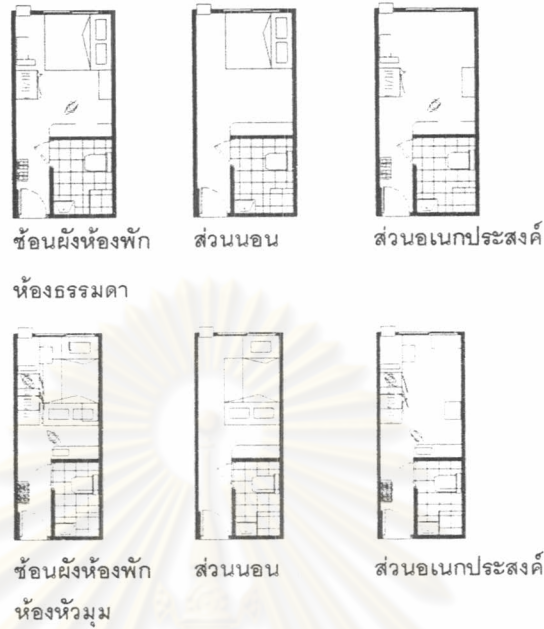 ซ้อนผังห้องพัก ส่วนนอน ส่วนอเนกประสงค์
ห้องธรรมดา
ซ้อนผังห้องพัก ส่วนนอน ส่วนอเนกประสงค์
ห้องหัวมุม